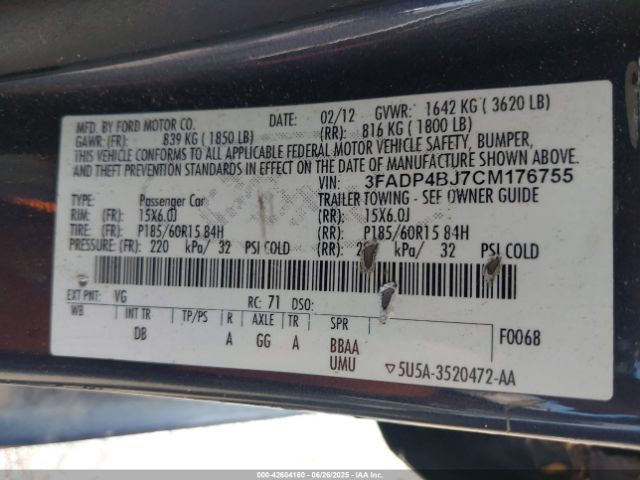 MFD. BY FORD MOTOR CO.
DATE: 02/12 GVWR: 1642 KG ( 3620 LB)
GAWR: (FR): 839 KG ( 1850 LB) (RR): 816 KG ( 1800 LB)
THIS VEHICLE CONFORMS TO ALL APPLICABLE FEDERAL MOTOR VEHICLE SAFETY, BUMPER,
AND THEFT PREVENTION STANDARDS IN EFFECT ON THE DATE OF MANUFACTURE SHOWN ABOVE.
VIN: 3FADP4BJ7CM176755
TYPE: Passenger Car TRAILER TOWING - SEE OWNER GUIDE
RIM: (FR): 15X6.0J (RR): 15X6.0J
TIRE: (FR): P185/60R15 84H (RR): P185/60R15 84H
PRESSURE: (FR): 220 kPa/ 32 PSI COLD (RR): 2 kPa/ 32 PSI COLD
EXT PNT: VG RC: 71 DSO:
WB INT TR TP/PS R AXLE TR SPR
DB A GG A BBAA F0068
UMU ▽5U5A-3520472-AA
000-42604160 - 06/26/2025 - IAAI.com